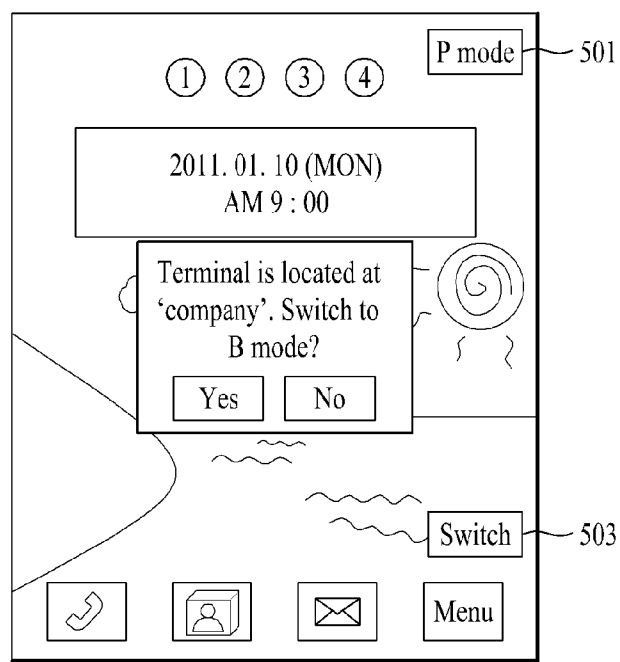 P mode
501
1 2 3 4
2011. 01. 10 (MON)
AM 9 : 00
Terminal is located at
‘company’. Switch to
B mode?
Yes No
Switch
503
Menu